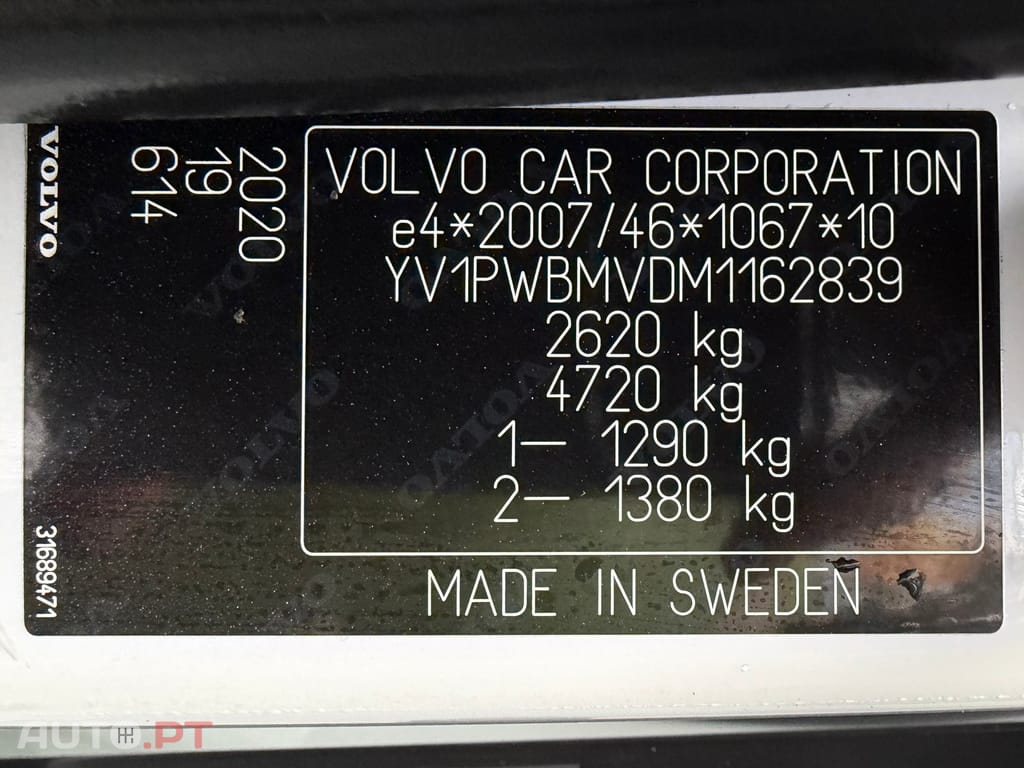 VOLVO
2020
19
614
31689471
VOLVO CAR CORPORATION
e4*2007/46*1067*10
YV1PWBMVDM1162839
2620 kg
4720 kg
1– 1290 kg
2– 1380 kg
MADE IN SWEDEN
AUTO.PT